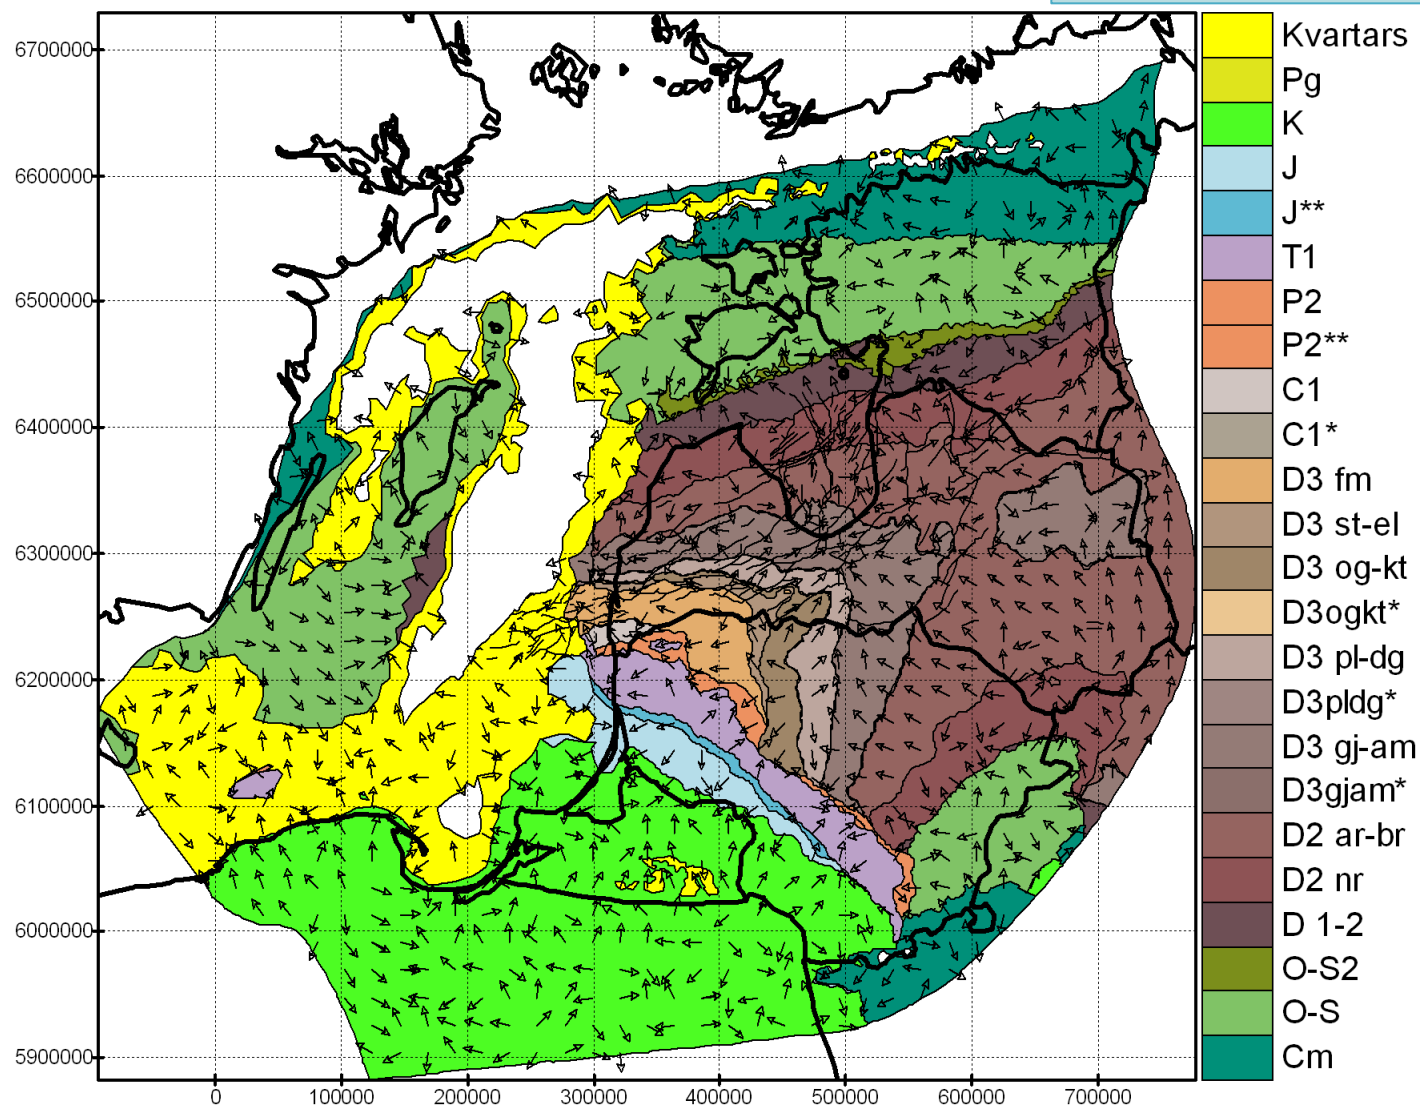 6700000
6600000
6500000
6400000
6300000
6200000
6100000
6000000
5900000
0
100000
200000
300000
400000
500000
600000
700000
Kvartars
Pg
K
J
J**
T1
P2
P2**
C1
C1*
D3 fm
D3 st-el
D3 og-kt
D3ogkt*
D3 pl-dg
D3pldg*
D3 gj-am
D3gjam*
D2 ar-br
D2 nr
D 1-2
O-S2
O-S
Cm